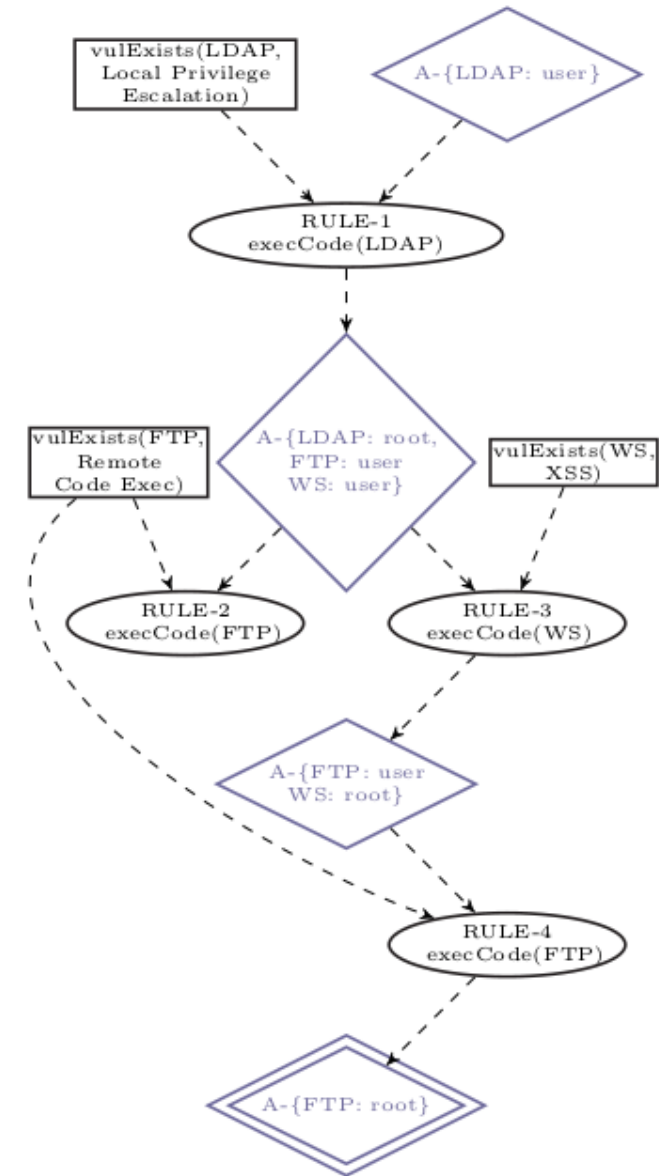 vulExists(LDAP,
Local Privilege
Escalation)
A-{LDAP: user}
RULE-1
execCode(LDAP)
vulExists(FTP,
Remote
Code Exec)
A-{LDAP: root,
FTP: user
WS: user}
vulExists(WS,
XSS)
RULE-2
execCode(FTP)
RULE-3
execCode(WS)
A-{FTP: user
WS: root}
RULE-4
execCode(FTP)
A-{FTP: root}